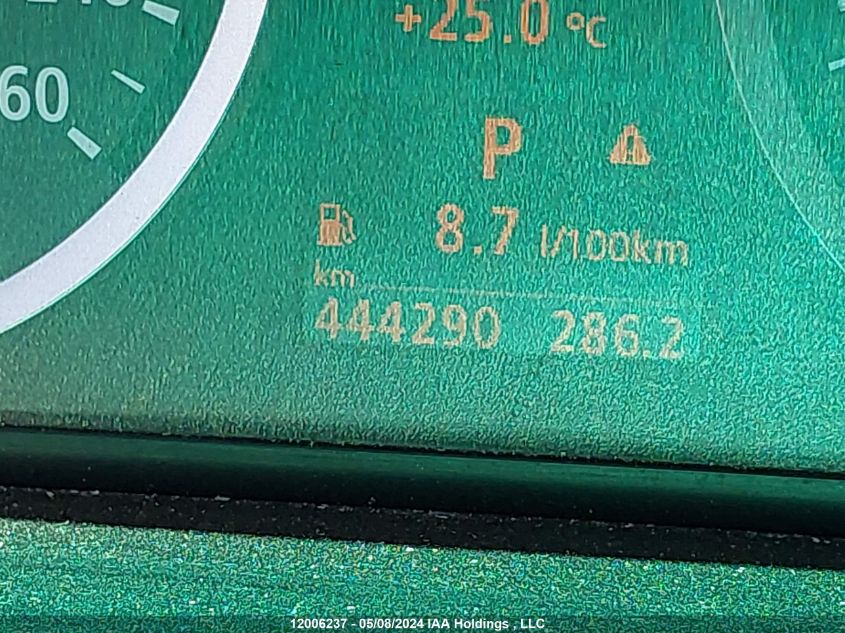 +25.0 °C
60
P
8.7 l/100km
km
444290 286.2
12006237 - 05/08/2024 IAA Holdings , LLC